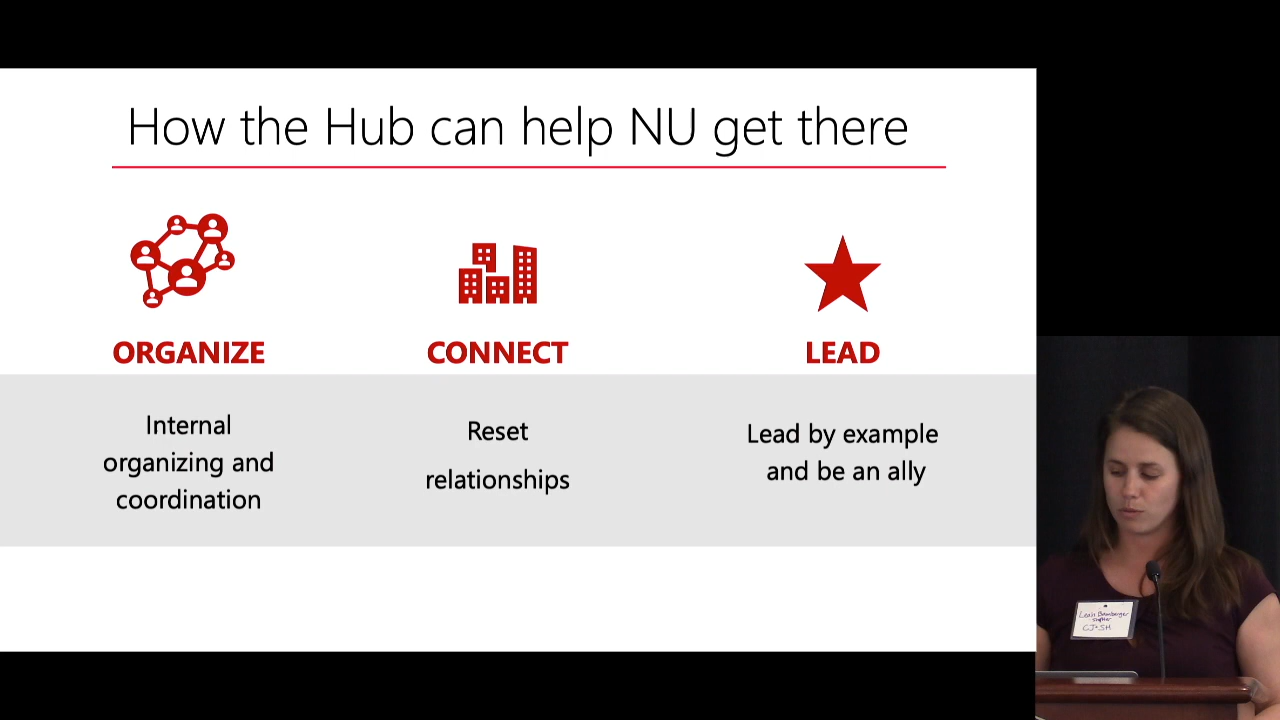 How the Hub can help NU get there
ORGANIZE
CONNECT
LEAD
Internal
organizing and
coordination
Reset
relationships
Lead by example
and be an ally
Bamberger